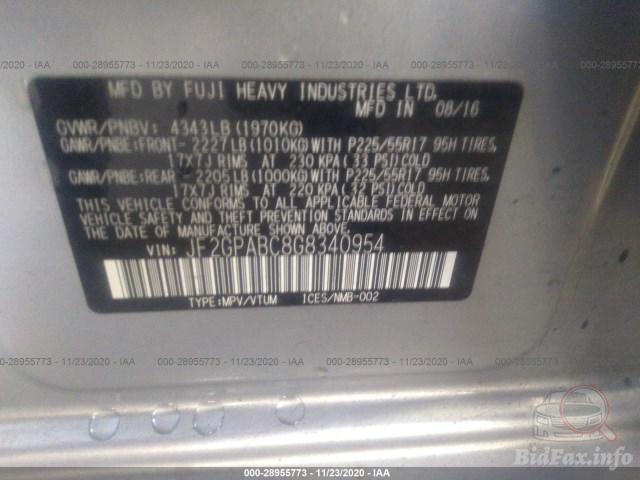 000-28955773 - 11/23/2020 - IAA
MFD BY FUJI HEAVY INDUSTRIES LTD.
MFD IN 08/16
GVWR/PNBV: 4343LB(1970KG)
GAWR/PNBE:FRONT- 2227LB(1010KG)WITH P225/55R17 95H TIRES,
17X7J RIMS AT 230 KPA(33 PSI)COLD
GAWR/PNBE:REAR - 2205LB(1000KG)WITH P225/55R17 95H TIRES,
17X7J RIMS AT 220 KPA(32 PSI)COLD
THIS VEHICLE CONFORMS TO ALL APPLICABLE FEDERAL MOTOR
VEHICLE SAFETY AND THEFT PREVENTION STANDARDS IN EFFECT ON
THE DATE OF MANUFACTURE SHOWN ABOVE.
VIN: JF2GPABC8G8340954
TYPE:MPV/VTUM ICES/NMB-002
000-28955773 - 11/23/2020 - IAA
BidFax.info
000-28955773 - 11/23/2020 - IAA